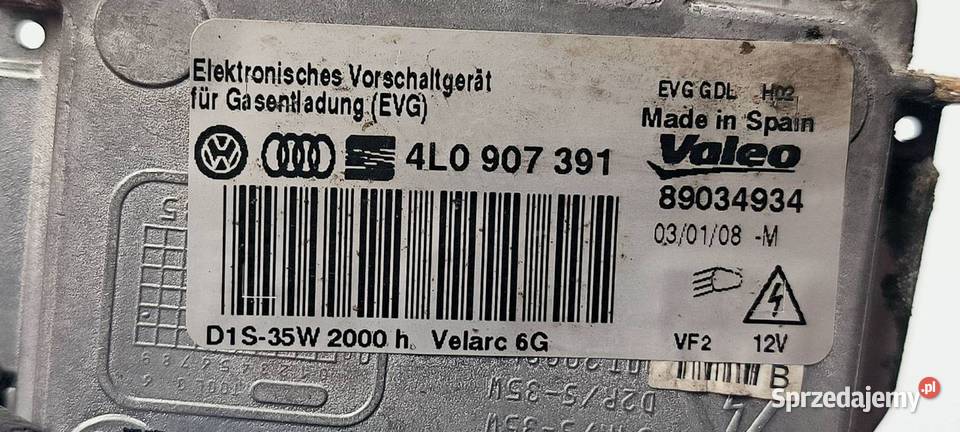 Elektronisches Vorschaltgerät
für Gasentladung (EVG)
EVG GDL H02
Made in Spain
4L0 907 391
Valeo
89034934
03/01/08 -M
D1S-35W 2000 h. Velarc 6G
VF2 12V
B
D2R/S-35W
Sprzedajemy.pl